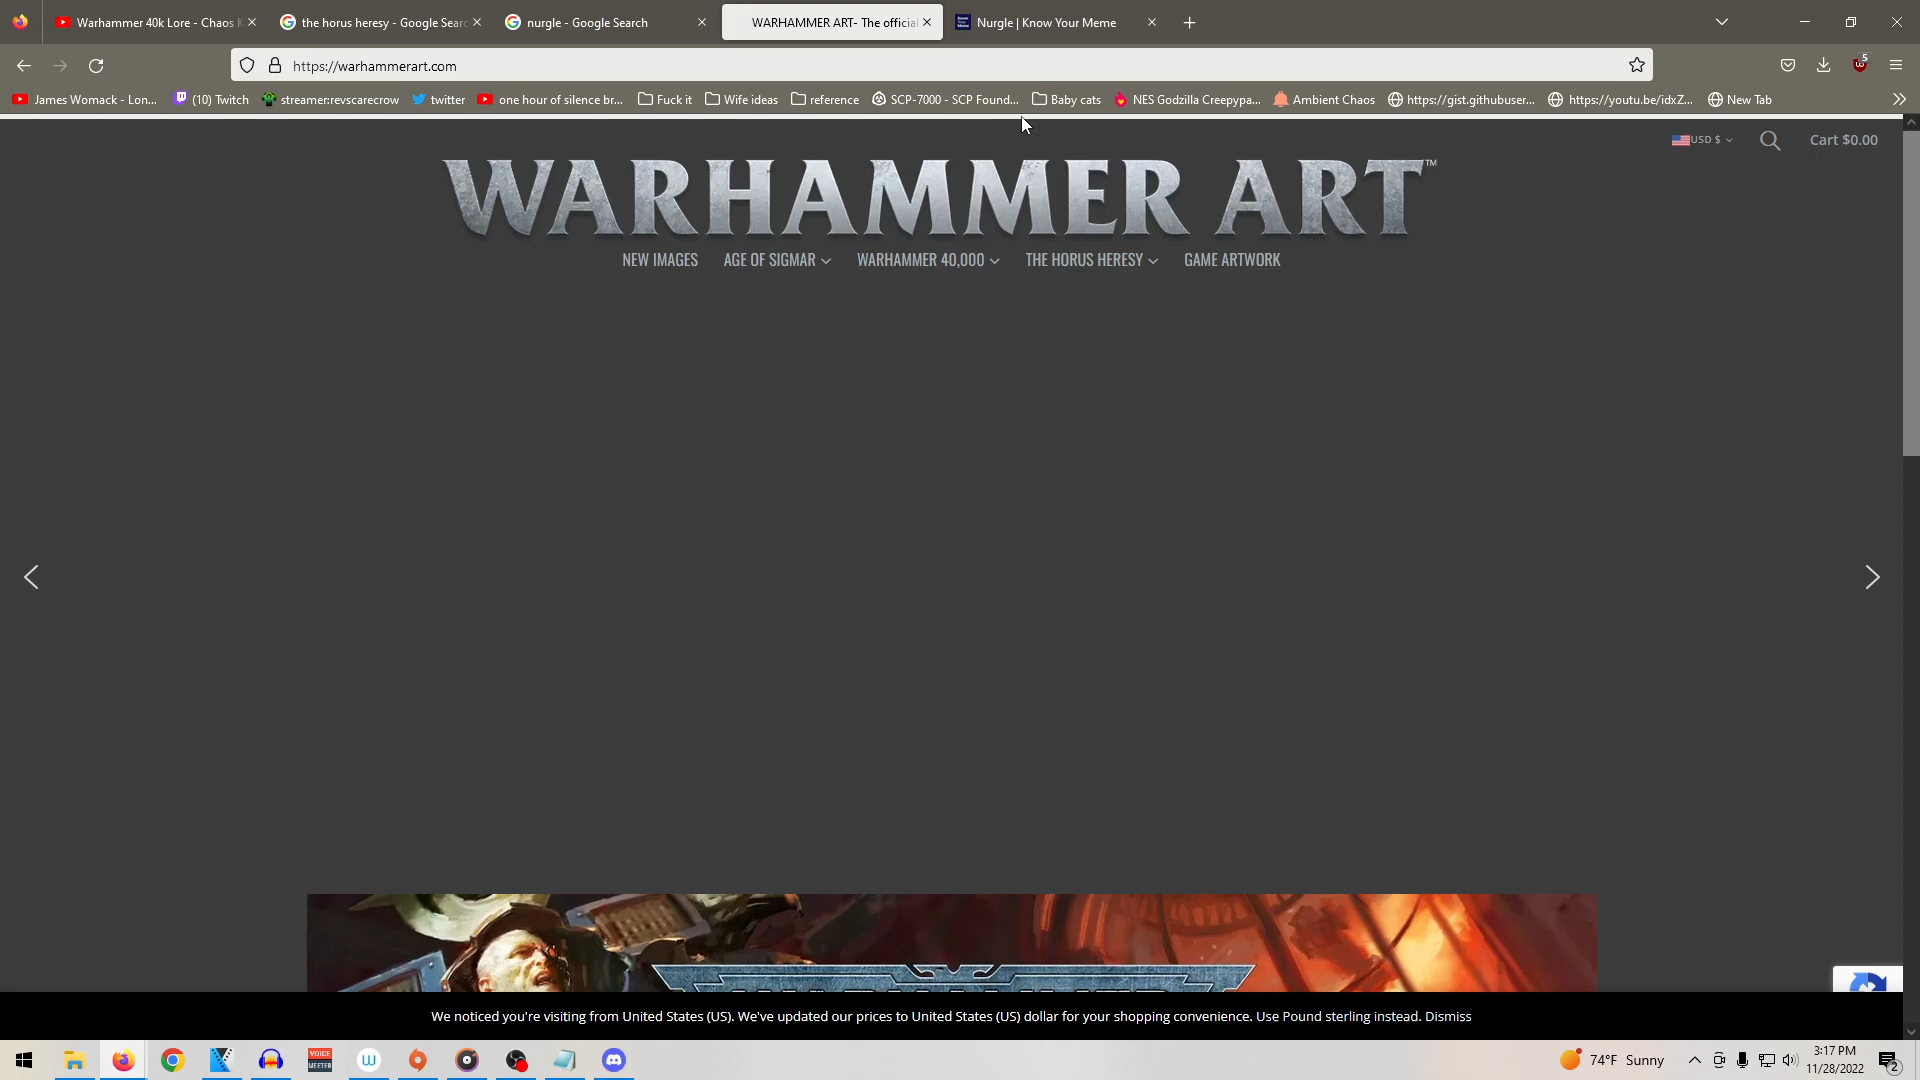 Warhammer 40k Lore - Chaos
the horus heresy - Google Sear
nurgle - Google Search
WARHAMMER ART- The official
Nurgle | Know Your Meme
https://warhammerart.com
James Womack - Lon...
(10) Twitch
streamer:revscarecrow
twitter
one hour of silence br...
Fuck it
Wife ideas
reference
SCP-7000 - SCP Found...
Baby cats
NES Godzilla Creepypa...
Ambient Chaos
https://gist.githubuser...
https://youtu.be/idxZ...
New Tab
5
USD $
Cart $0.00
WARHAMMER ART™
NEW IMAGES
AGE OF SIGMAR
WARHAMMER 40,000
THE HORUS HERESY
GAME ARTWORK
We noticed you're visiting from United States (US). We've updated our prices to United States (US) dollar for your shopping convenience. Use Pound sterling instead. Dismiss
VOICE
MEETER
74°F Sunny
3:17 PM
11/28/2022
2